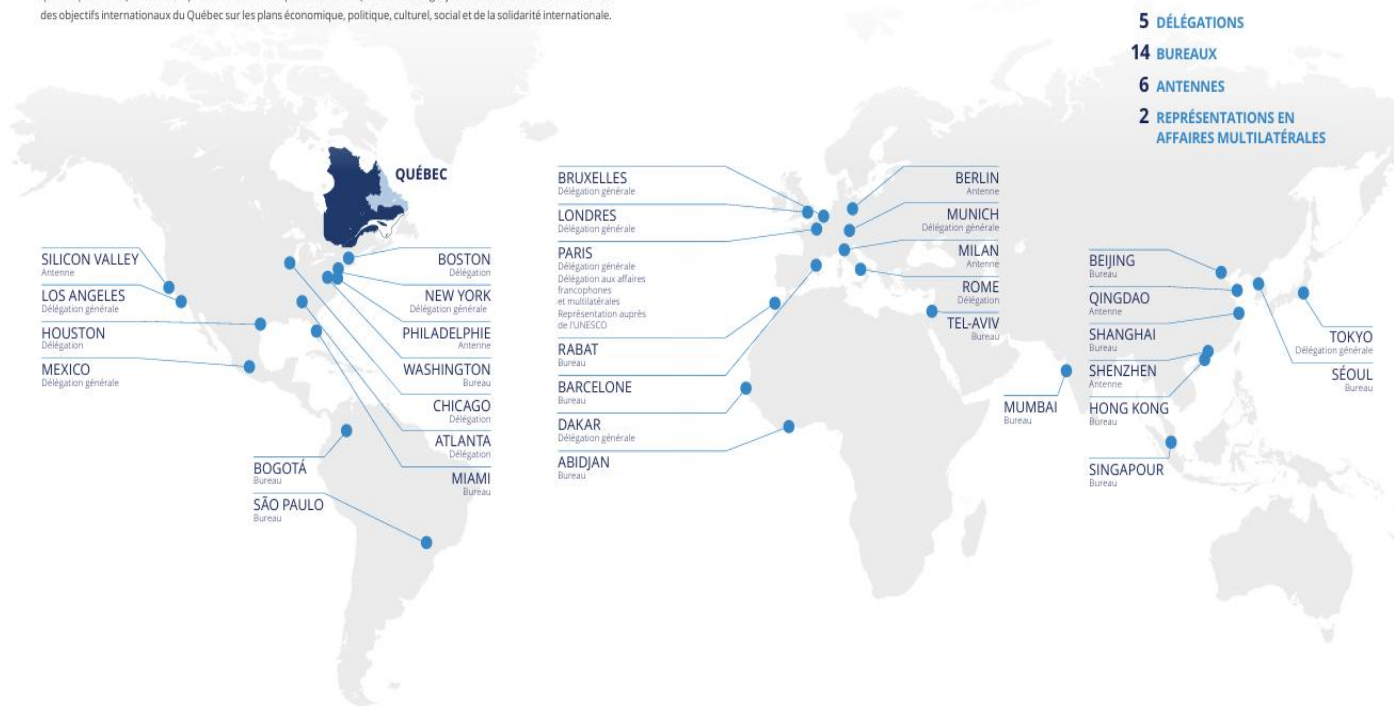 des objectifs internationaux du Québec sur les plans économique, politique, culturel, social et de la solidarité internationale.
5 DÉLÉGATIONS
14 BUREAUX
6 ANTENNES
2 REPRÉSENTATIONS EN
AFFAIRES MULTILATÉRALES
QUÉBEC
SILICON VALLEY
Antenne
LOS ANGELES
Délégation générale
HOUSTON
Délégation
MEXICO
Délégation générale
BOSTON
Délégation
NEW YORK
Délégation générale
PHILADELPHIE
Antenne
WASHINGTON
Bureau
CHICAGO
Délégation
ATLANTA
Délégation
MIAMI
Bureau
BOGOTÁ
Bureau
SÃO PAULO
Bureau
BRUXELLES
Délégation générale
LONDRES
Délégation générale
PARIS
Délégation générale
Délégation aux affaires
francophones
et multilatérales
Représentation auprès
de l'UNESCO
RABAT
Bureau
BARCELONE
Bureau
DAKAR
Délégation générale
ABIDJAN
Bureau
BERLIN
Antenne
MUNICH
Délégation générale
MILAN
Antenne
ROME
Délégation
TEL-AVIV
Bureau
MUMBAI
Bureau
BEIJING
Bureau
QINGDAO
Antenne
SHANGHAI
Bureau
SHENZHEN
Antenne
HONG KONG
Bureau
SINGAPOUR
Bureau
TOKYO
Délégation générale
SÉOUL
Bureau